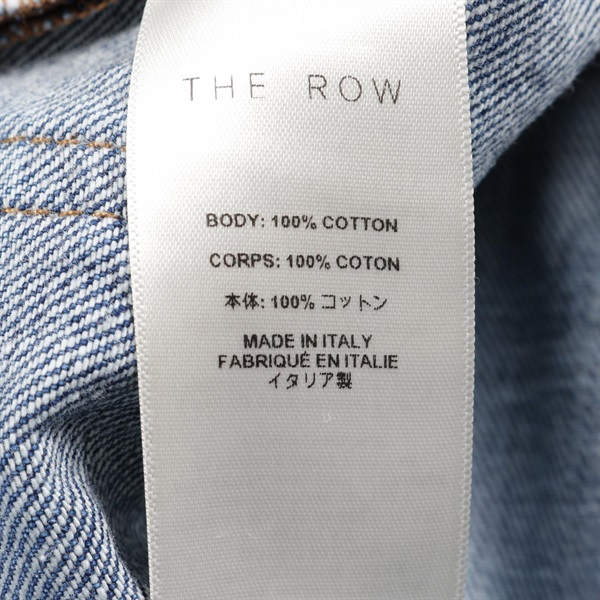 THE ROW
BODY: 100% COTTON
CORPS: 100% COTON
本体: 100% コットン
MADE IN ITALY
FABRIQUÉ EN ITALIE
イタリア製